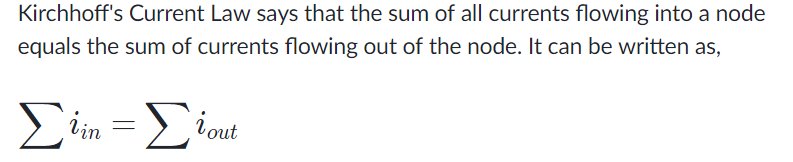 Kirchhoff's Current Law says that the sum of all currents flowing into a node
equals the sum of currents flowing out of the node. It can be written as,
∑ i_in = ∑ i_out